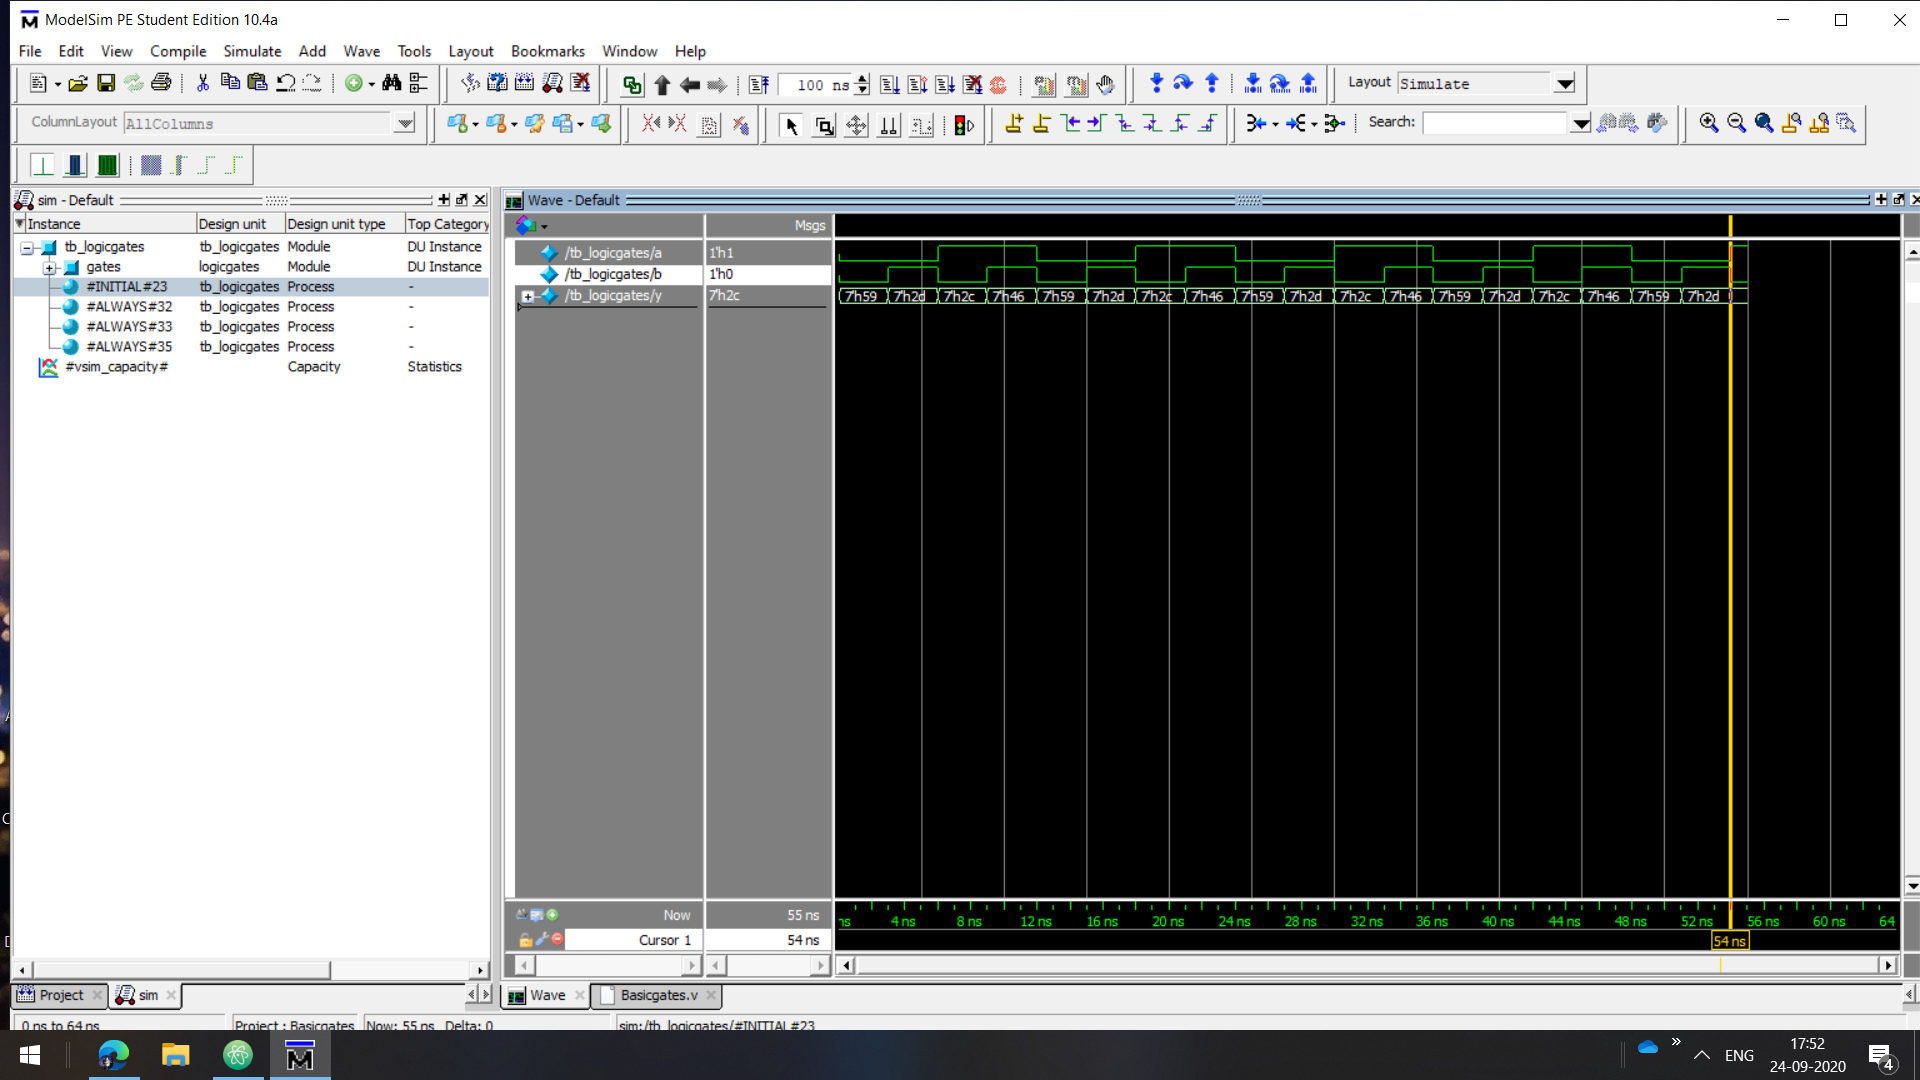 ModelSim PE Student Edition 10.4a
File Edit View Compile Simulate Add Wave Tools Layout Bookmarks Window Help
100 ns
Layout Simulate
ColumnLayout AllColumns
Search:
sim - Default
Instance Design unit Design unit type Top Category
tb_logicgates tb_logicgates Module DU Instance
gates logicgates Module DU Instance
#INITIAL#23 tb_logicgates Process -
#ALWAYS#32 tb_logicgates Process -
#ALWAYS#33 tb_logicgates Process -
#ALWAYS#35 tb_logicgates Process -
#vsim_capacity# Capacity Statistics
Wave - Default
Msgs
/tb_logicgates/a 1'h1
/tb_logicgates/b 1'h0
/tb_logicgates/y 7'h2c
7'h59 7'h2d 7'h2c 7'h46 7'h59 7'h2d 7'h2c 7'h46 7'h59 7'h2d 7'h2c 7'h46 7'h59 7'h2d 7'h2c 7'h46 7'h59 7'h2d
Now 55 ns
ns 4 ns 8 ns 12 ns 16 ns 20 ns 24 ns 28 ns 32 ns 36 ns 40 ns 44 ns 48 ns 52 ns 56 ns 60 ns 64
Cursor 1 54 ns
54 ns
Project sim
Wave Basicgates.v
0 ns to 64 ns Project : Basicgates Now: 55 ns Delta: 0 sim:/tb_logicgates/#INITIAL#23
17:52
ENG
24-09-2020
4